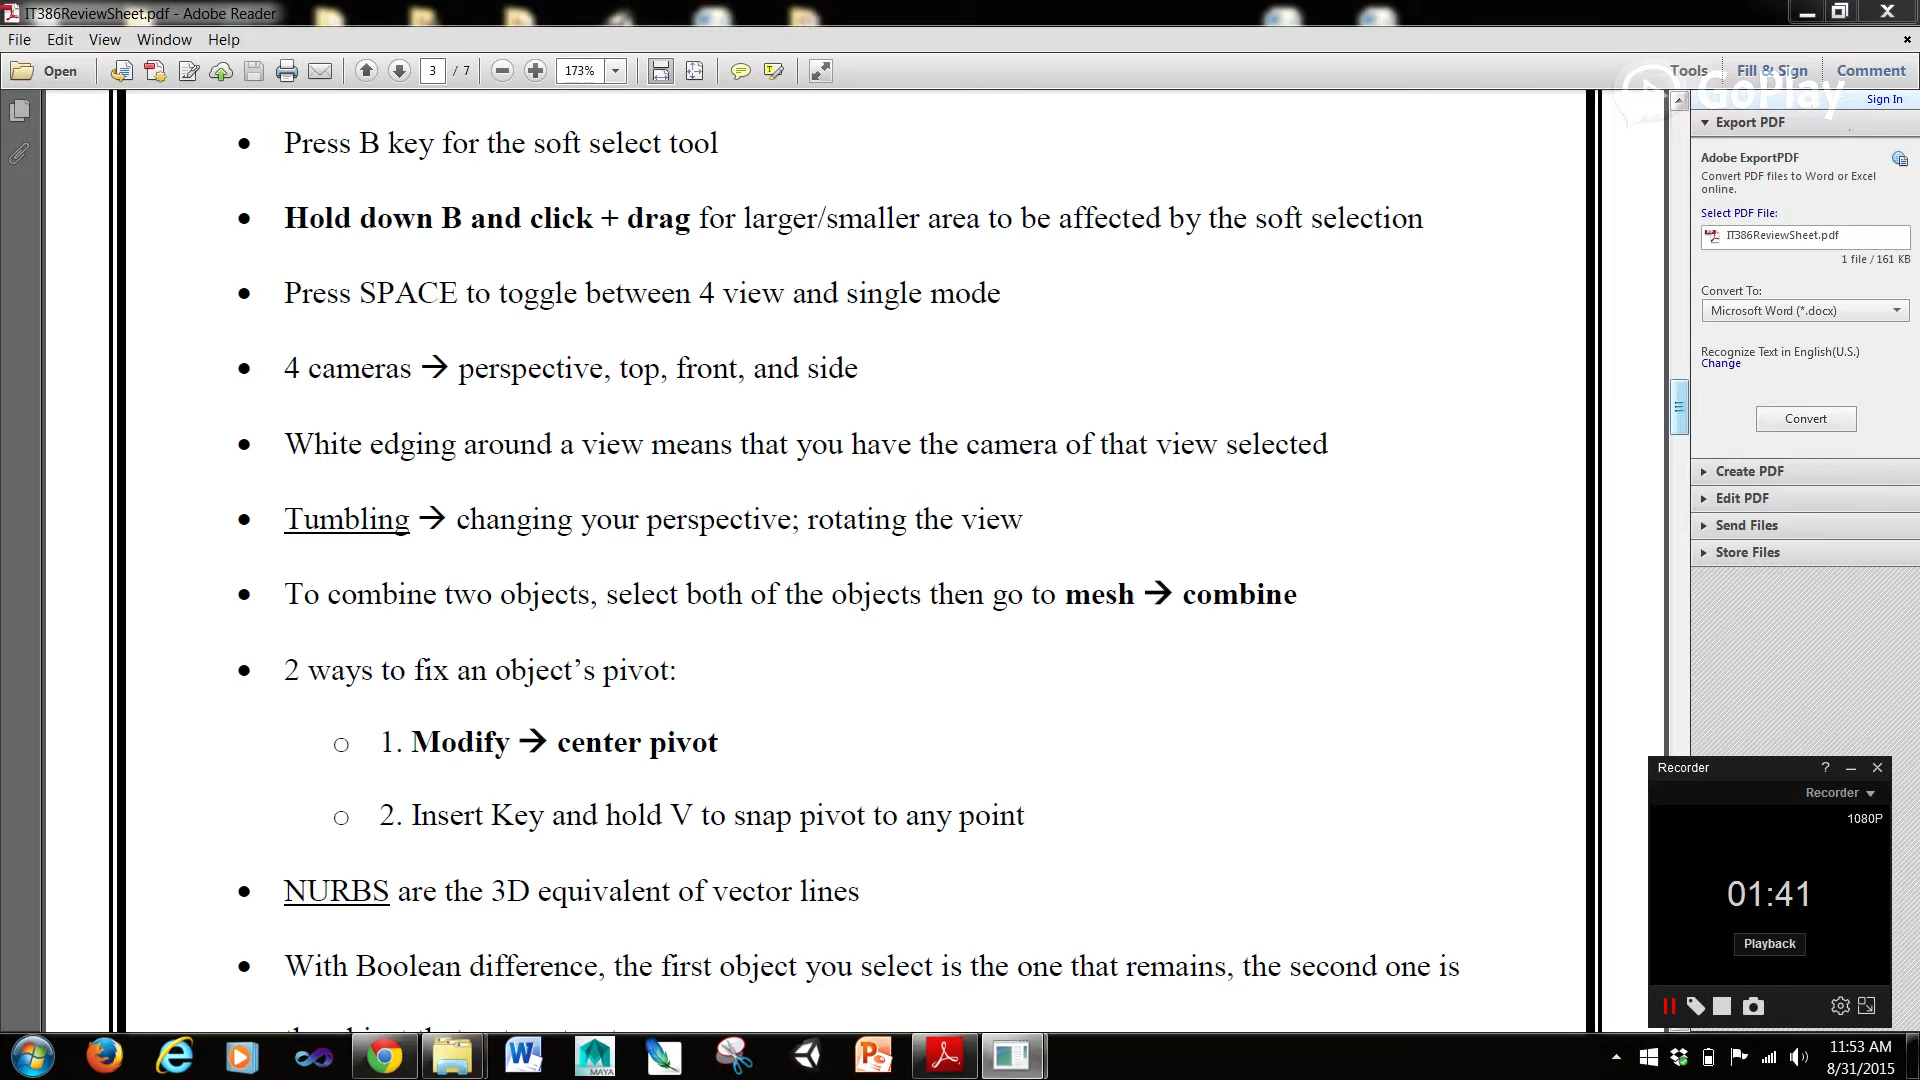 IT386ReviewSheet.pdf - Adobe Reader
File Edit View Window Help
Open 3 / 7 173% Tools Fill & Sign Comment
GoPlay
Sign In
Export PDF
Adobe ExportPDF
Convert PDF files to Word or Excel
online.
Select PDF File:
IT386ReviewSheet.pdf
1 file / 161 KB
Convert To:
Microsoft Word (*.docx)
Recognize Text in English(U.S.)
Change
Convert
Create PDF
Edit PDF
Send Files
Store Files
• Press B key for the soft select tool
• Hold down B and click + drag for larger/smaller area to be affected by the soft selection
• Press SPACE to toggle between 4 view and single mode
• 4 cameras → perspective, top, front, and side
• White edging around a view means that you have the camera of that view selected
• Tumbling → changing your perspective; rotating the view
• To combine two objects, select both of the objects then go to mesh → combine
• 2 ways to fix an object’s pivot:
o 1. Modify → center pivot
o 2. Insert Key and hold V to snap pivot to any point
• NURBS are the 3D equivalent of vector lines
• With Boolean difference, the first object you select is the one that remains, the second one is
Recorder ?
Recorder
1080P
01:41
Playback
MAYA
11:53 AM
8/31/2015